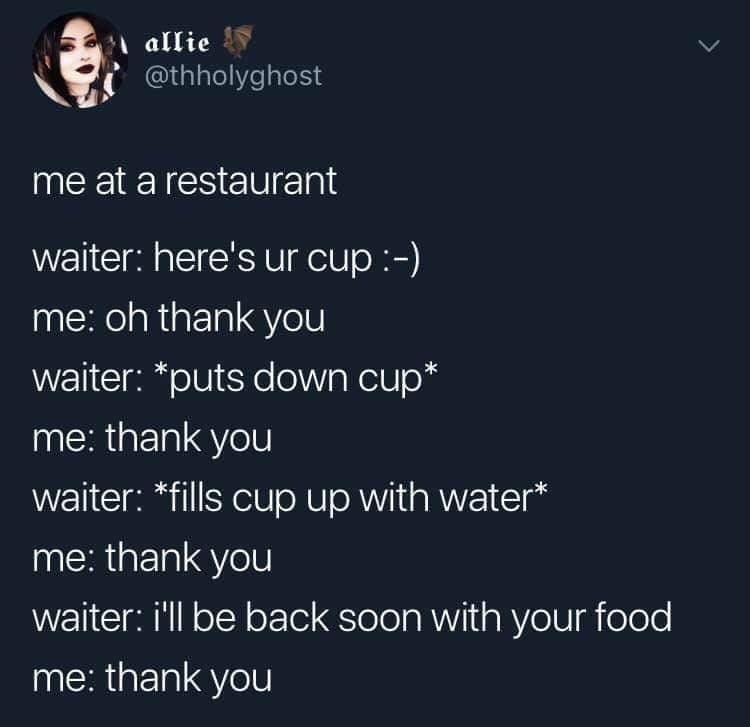 𝖆𝖑𝖑𝖎𝖊 🦇
@thholyghost
me at a restaurant
waiter: here's ur cup :-)
me: oh thank you
waiter: *puts down cup*
me: thank you
waiter: *fills cup up with water*
me: thank you
waiter: i'll be back soon with your food
me: thank you